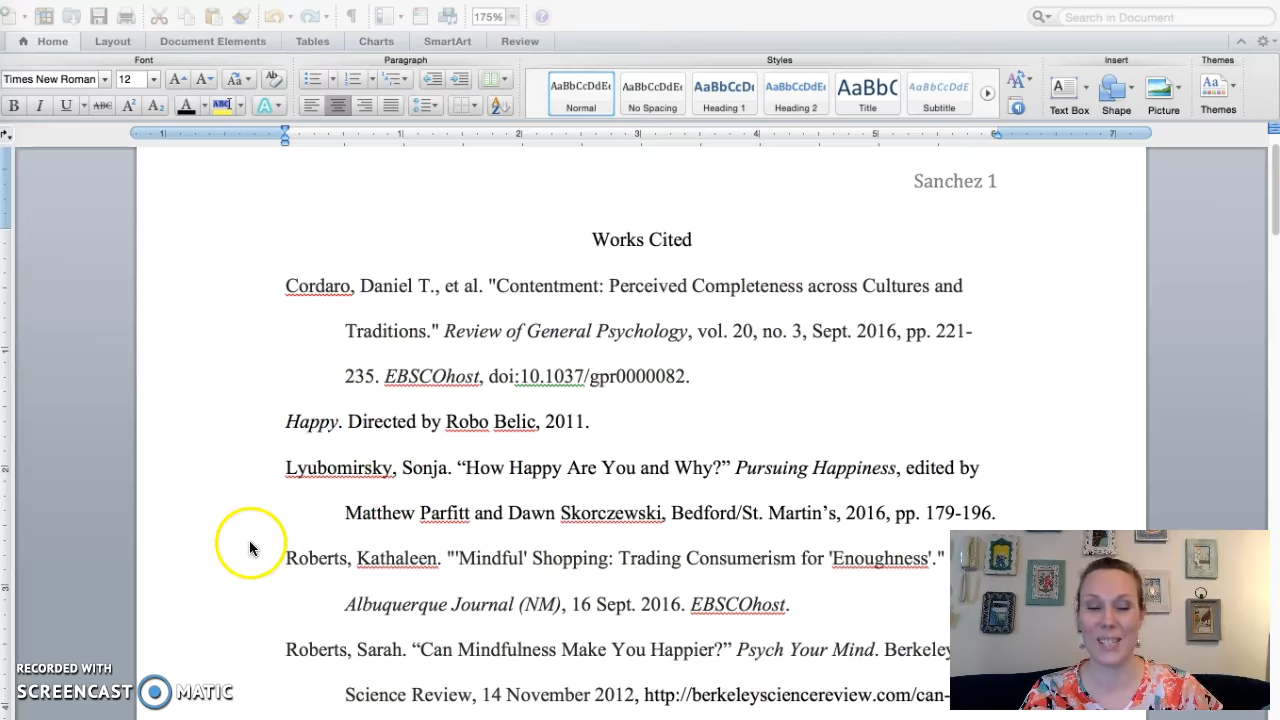 175%
Search in Document
Home Layout Document Elements Tables Charts SmartArt Review
Font Paragraph Styles Insert Themes
Times New Roman 12
AaBbCcDdEe AaBbCcDdEe AaBbCcDc AaBbCcDdEe AaBbC AaBbCcDdEe
Normal No Spacing Heading 1 Heading 2 Title Subtitle
Text Box Shape Picture Themes
Sanchez 1
Works Cited
Cordaro, Daniel T., et al. "Contentment: Perceived Completeness across Cultures and
Traditions." Review of General Psychology, vol. 20, no. 3, Sept. 2016, pp. 221-
235. EBSCOhost, doi:10.1037/gpr0000082.
Happy. Directed by Robo Belic, 2011.
Lyubomirsky, Sonja. “How Happy Are You and Why?” Pursuing Happiness, edited by
Matthew Parfitt and Dawn Skorczewski, Bedford/St. Martin’s, 2016, pp. 179-196.
Roberts, Kathaleen. "'Mindful' Shopping: Trading Consumerism for 'Enoughness'."
Albuquerque Journal (NM), 16 Sept. 2016. EBSCOhost.
Roberts, Sarah. “Can Mindfulness Make You Happier?” Psych Your Mind. Berkeley
Science Review, 14 November 2012, http://berkeleysciencereview.com/can-
RECORDED WITH
SCREENCAST MATIC